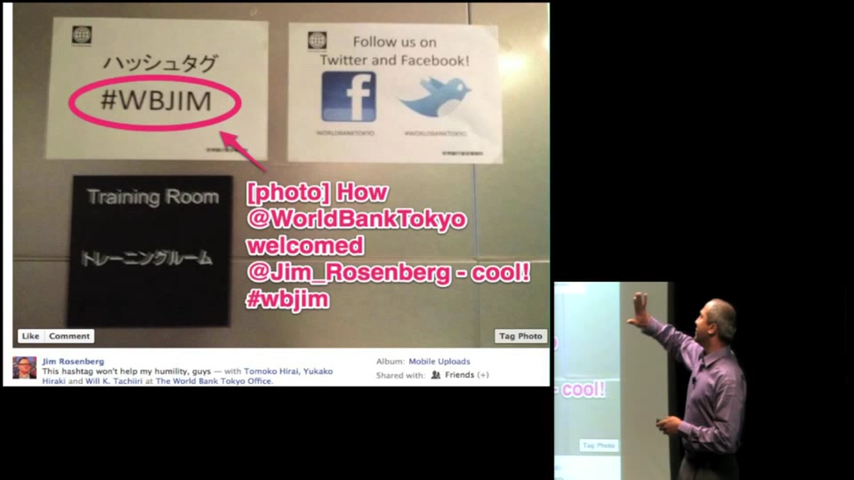 ハッシュタグ
#WBJIM
Follow us on
Twitter and Facebook!
WORLDBANKTOKYO
#WORLDBANKTOKYO
Training Room
トレーニングルーム
[photo] How
@WorldBankTokyo
welcomed
@Jim_Rosenberg - cool!
#wbjim
Like Comment
Tag Photo
Jim Rosenberg
This hashtag won't help my humility, guys — with Tomoko Hirai, Yukako
Hiraki and Will K. Tachiiri at The World Bank Tokyo Office.
Album: Mobile Uploads
Shared with: Friends (+)
- cool!
Tag Photo